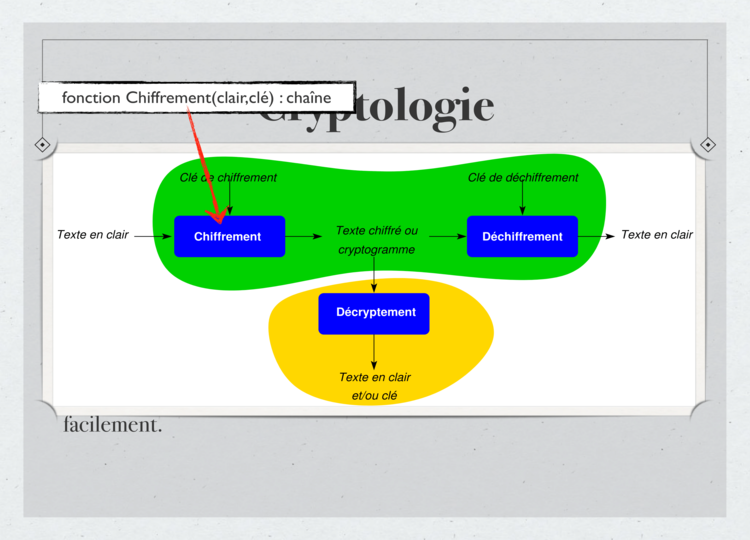 fonction Chiffrement(clair,clé) : chaîne
Cryptologie
Clé de chiffrement
Clé de déchiffrement
Texte en clair
Chiffrement
Texte chiffré ou
cryptogramme
Déchiffrement
Texte en clair
Décryptement
Texte en clair
et/ou clé
facilement.